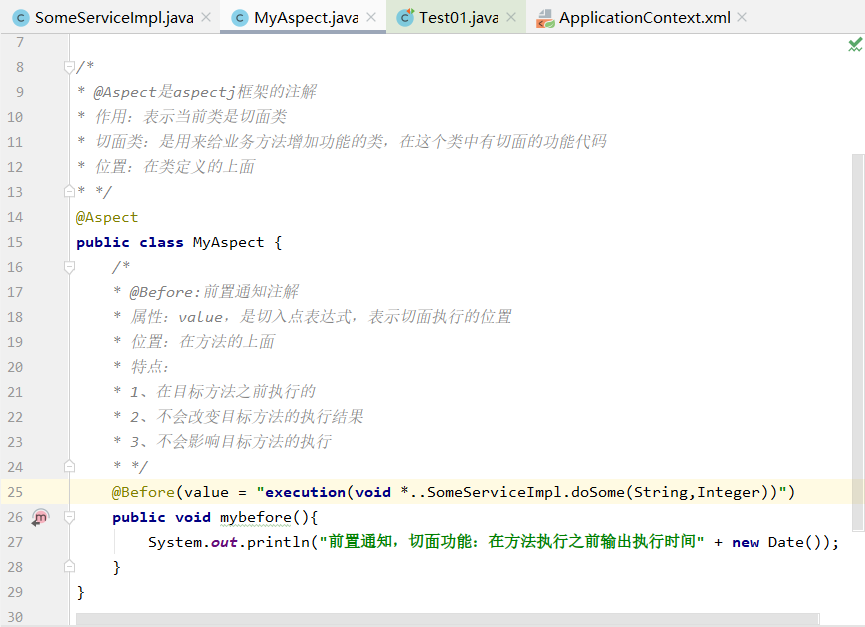 SomeServiceImpl.java MyAspect.java Test01.java ApplicationContext.xml
7
8 /*
9 * @Aspect是aspectj框架的注解
10 * 作用：表示当前类是切面类
11 * 切面类：是用来给业务方法增加功能的类，在这个类中有切面的功能代码
12 * 位置：在类定义的上面
13 * */
14 @Aspect
15 public class MyAspect {
16 /*
17 * @Before:前置通知注解
18 * 属性：value，是切入点表达式，表示切面执行的位置
19 * 位置：在方法的上面
20 * 特点：
21 * 1、在目标方法之前执行的
22 * 2、不会改变目标方法的执行结果
23 * 3、不会影响目标方法的执行
24 * */
25 @Before(value = "execution(void *..SomeServiceImpl.doSome(String,Integer))")
26 public void mybefore(){
27 System.out.println("前置通知，切面功能：在方法执行之前输出执行时间" + new Date());
28 }
29 }
30